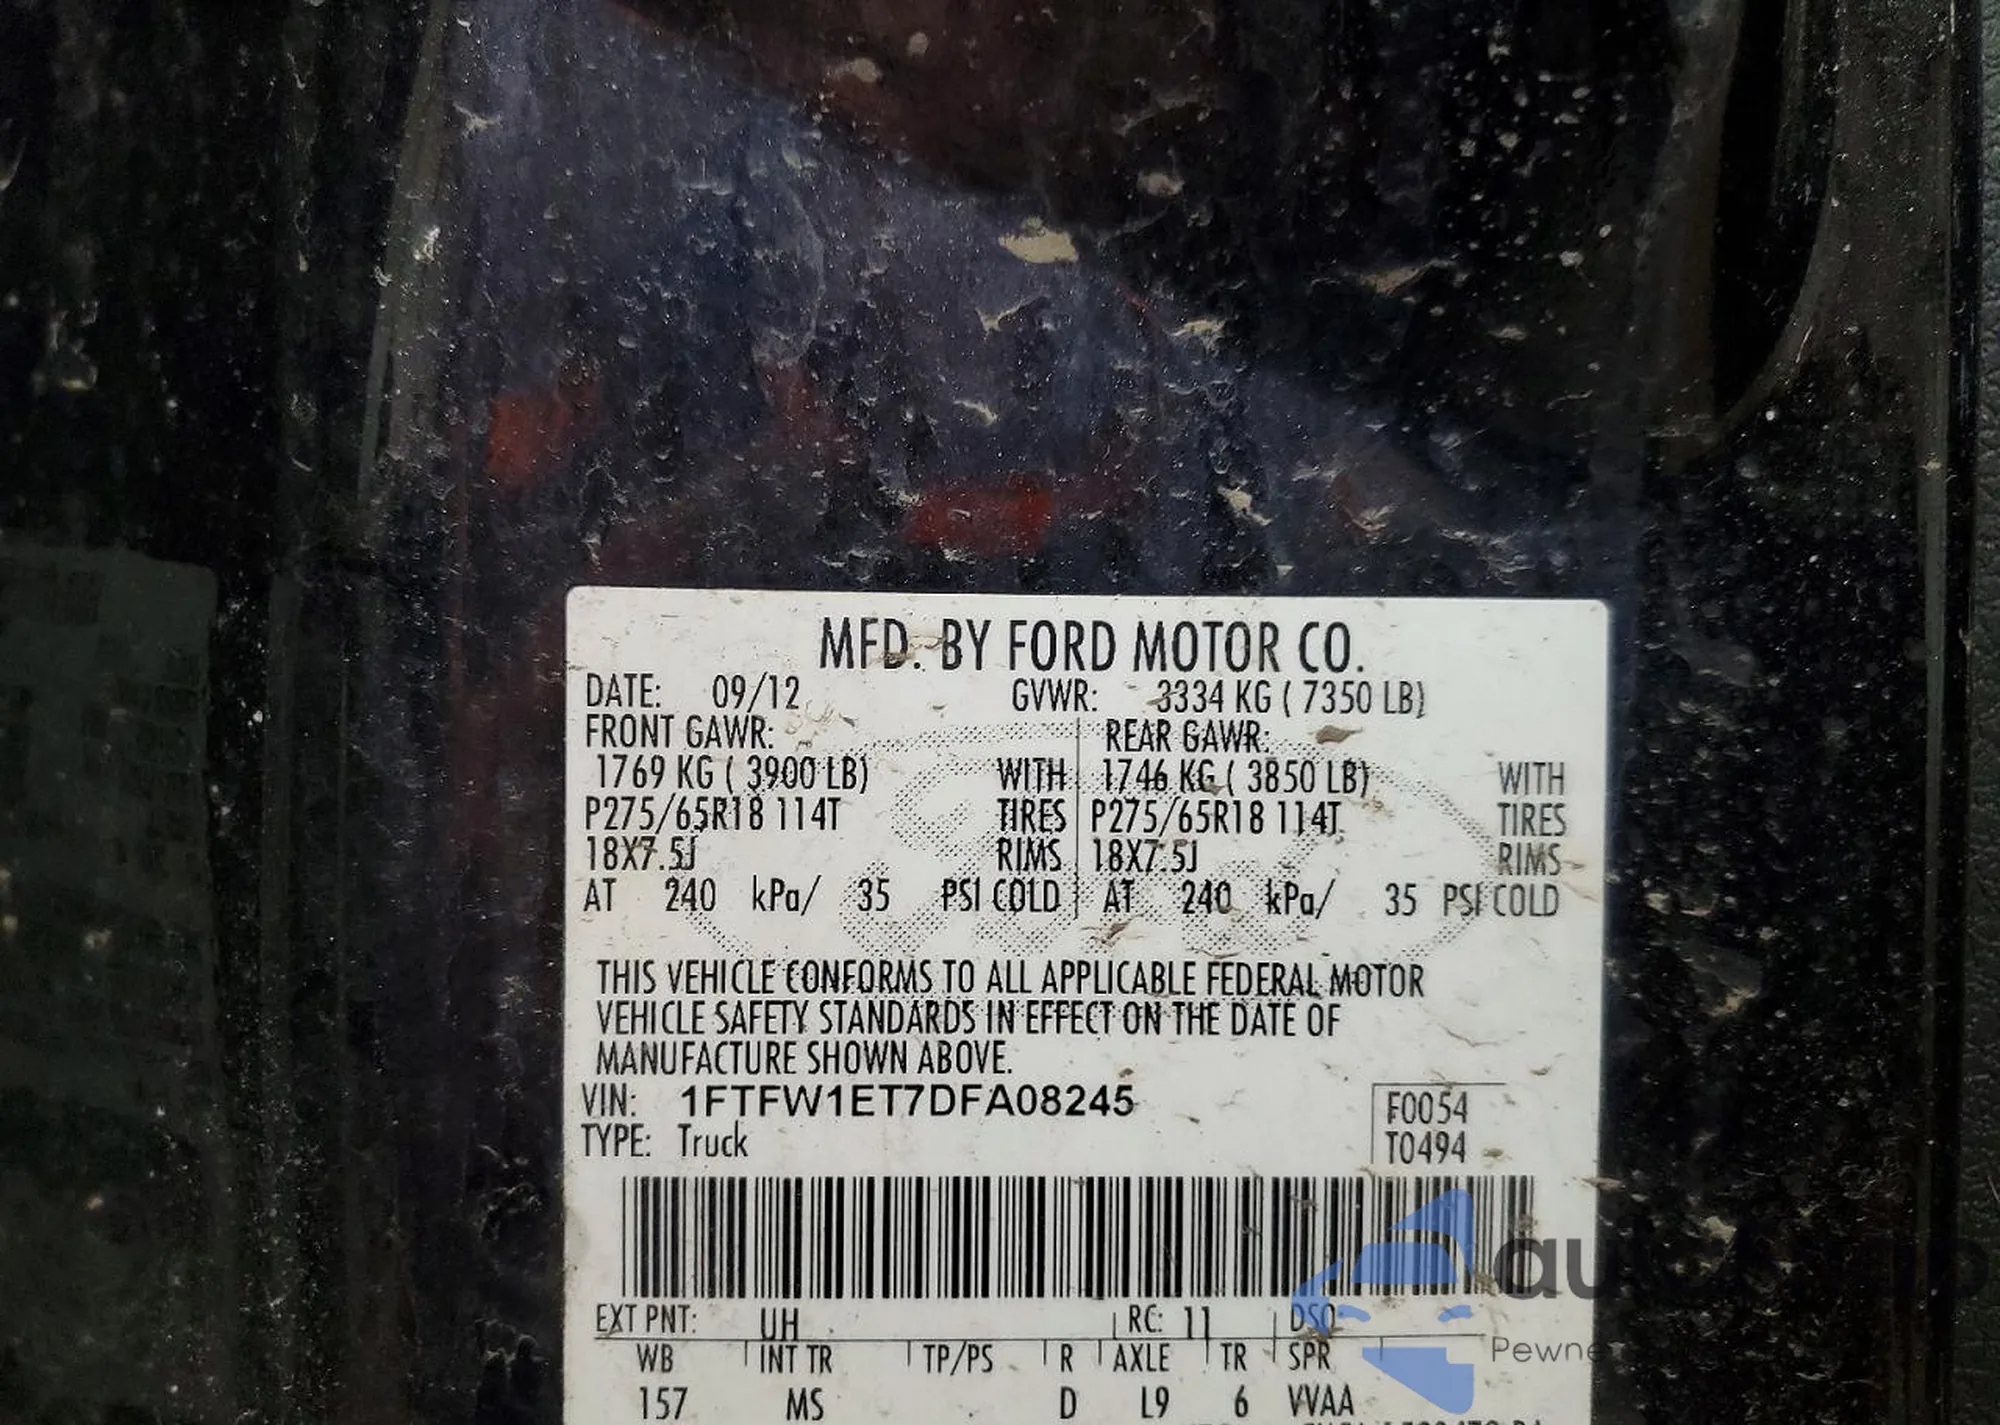 MFD. BY FORD MOTOR CO.
DATE: 09/12 GVWR: 3334 KG ( 7350 LB)
FRONT GAWR: REAR GAWR:
1769 KG ( 3900 LB) WITH 1746 KG ( 3850 LB) WITH
P275/65R18 114T TIRES P275/65R18 114T TIRES
18X7.5J RIMS 18X7.5J RIMS
AT 240 kPa/ 35 PSI COLD AT 240 kPa/ 35 PSI COLD
THIS VEHICLE CONFORMS TO ALL APPLICABLE FEDERAL MOTOR
VEHICLE SAFETY STANDARDS IN EFFECT ON THE DATE OF
MANUFACTURE SHOWN ABOVE.
VIN: 1FTFW1ET7DFA08245
F0054
TYPE: Truck
T0494
EXT PNT: UH RC: 11 DSO:
WB INT TR TP/PS R AXLE TR SPR
157 MS D L9 6 VVAA